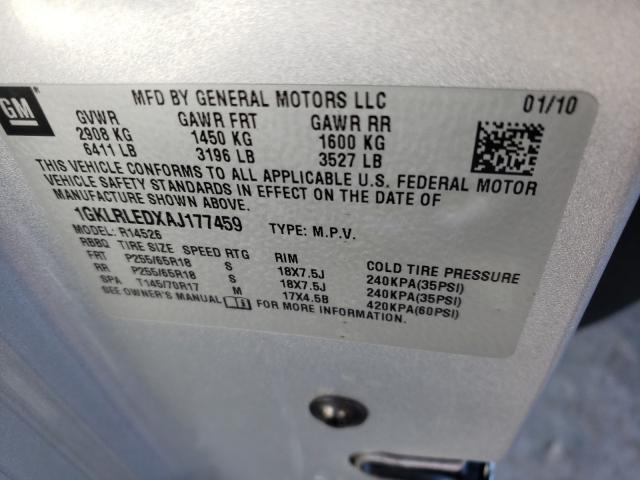 GM ®
MFD BY GENERAL MOTORS LLC 01/10
GVWR GAWR FRT GAWR RR
2908 KG 1450 KG 1600 KG
6411 LB 3196 LB 3527 LB
THIS VEHICLE CONFORMS TO ALL APPLICABLE U.S. FEDERAL MOTOR
VEHICLE SAFETY STANDARDS IN EFFECT ON THE DATE OF
MANUFACTURE SHOWN ABOVE.
1GKLRLEDXAJ177459 TYPE: M.P.V.
MODEL: R14526
RBBQ TIRE SIZE SPEED RTG RIM COLD TIRE PRESSURE
FRT P255/65R18 S 18X7.5J 240KPA(35PSI)
RR P255/65R18 S 18X7.5J 240KPA(35PSI)
SPA T145/70R17 M 17X4.5B 420KPA(60PSI)
SEE OWNER'S MANUAL FOR MORE INFORMATION.